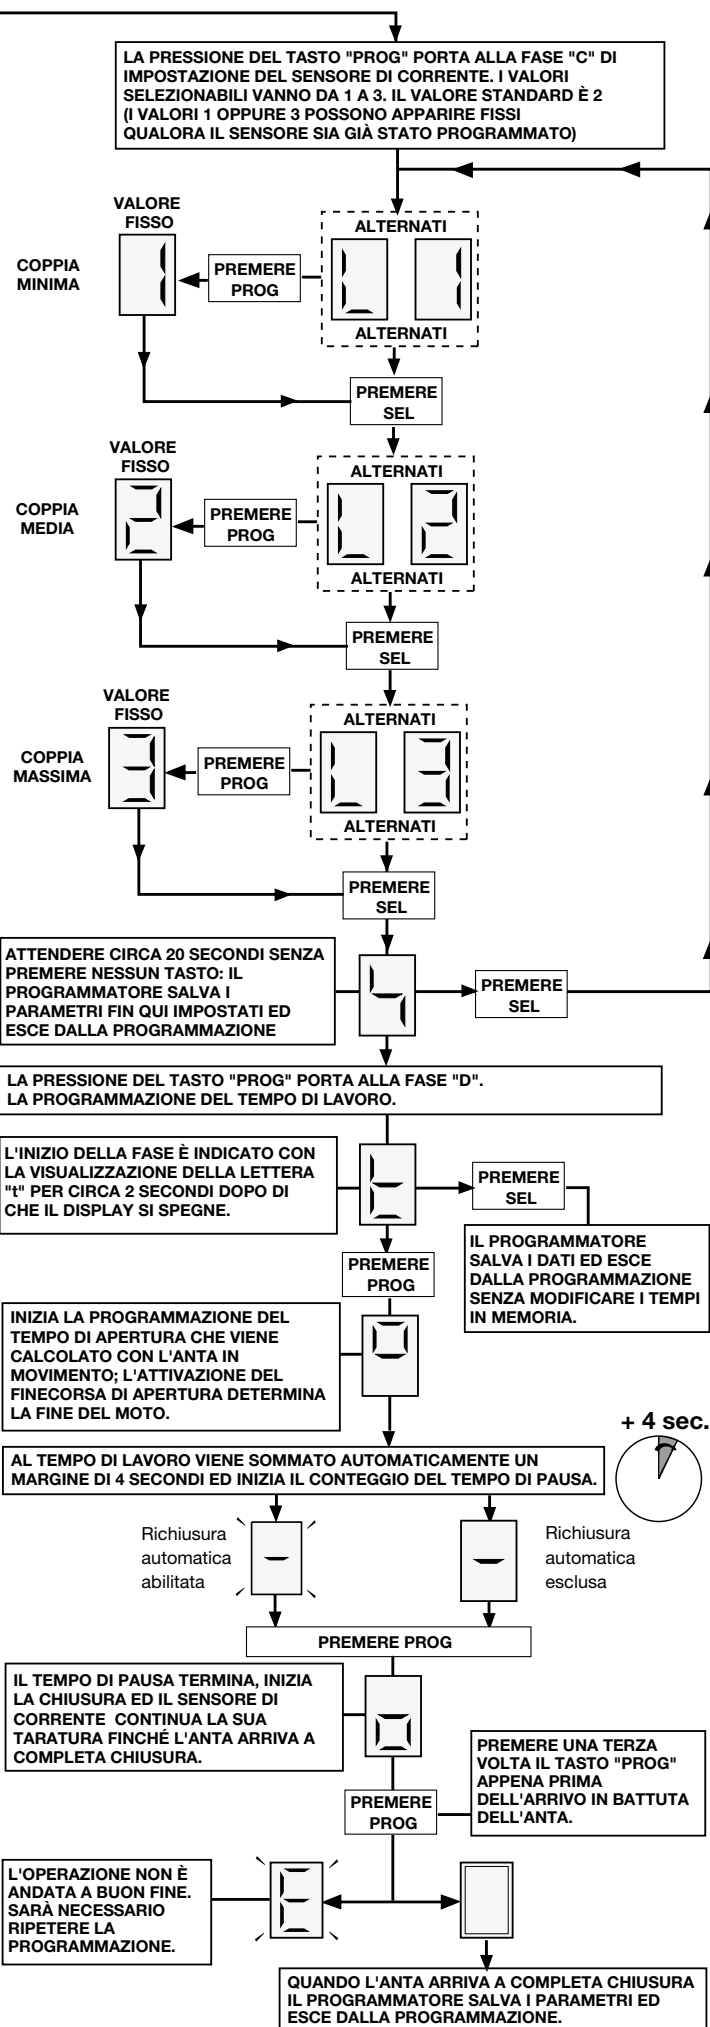 LA PRESSIONE DEL TASTO "PROG" PORTA ALLA FASE "C" DI
IMPOSTAZIONE DEL SENSORE DI CORRENTE. I VALORI
SELEZIONABILI VANNO DA 1 A 3. IL VALORE STANDARD È 2
(I VALORI 1 OPPURE 3 POSSONO APPARIRE FISSI
QUALORA IL SENSORE SIA GIÀ STATO PROGRAMMATO)
VALORE
FISSO
ALTERNATI
COPPIA
MINIMA
1
PREMERE
PROG
L 1
ALTERNATI
PREMERE
SEL
VALORE
FISSO
ALTERNATI
COPPIA
MEDIA
2
PREMERE
PROG
L 2
ALTERNATI
PREMERE
SEL
VALORE
FISSO
ALTERNATI
COPPIA
MASSIMA
3
PREMERE
PROG
L 3
ALTERNATI
PREMERE
SEL
ATTENDERE CIRCA 20 SECONDI SENZA
PREMERE NESSUN TASTO: IL
PROGRAMMATORE SALVA I
PARAMETRI FIN QUI IMPOSTATI ED
ESCE DALLA PROGRAMMAZIONE
4
PREMERE
SEL
LA PRESSIONE DEL TASTO "PROG" PORTA ALLA FASE "D".
LA PROGRAMMAZIONE DEL TEMPO DI LAVORO.
L'INIZIO DELLA FASE È INDICATO CON
LA VISUALIZZAZIONE DELLA LETTERA
"t" PER CIRCA 2 SECONDI DOPO DI
CHE IL DISPLAY SI SPEGNE.
t
PREMERE
SEL
IL PROGRAMMATORE
SALVA I DATI ED ESCE
DALLA PROGRAMMAZIONE
SENZA MODIFICARE I TEMPI
IN MEMORIA.
PREMERE
PROG
INIZIA LA PROGRAMMAZIONE DEL
TEMPO DI APERTURA CHE VIENE
CALCOLATO CON L'ANTA IN
MOVIMENTO; L'ATTIVAZIONE DEL
FINECORSA DI APERTURA DETERMINA
LA FINE DEL MOTO.
o
+ 4 sec.
AL TEMPO DI LAVORO VIENE SOMMATO AUTOMATICAMENTE UN
MARGINE DI 4 SECONDI ED INIZIA IL CONTEGGIO DEL TEMPO DI PAUSA.
Richiusura
automatica
abilitata
-
-
Richiusura
automatica
esclusa
PREMERE PROG
IL TEMPO DI PAUSA TERMINA, INIZIA
LA CHIUSURA ED IL SENSORE DI
CORRENTE CONTINUA LA SUA
TARATURA FINCHÉ L'ANTA ARRIVA A
COMPLETA CHIUSURA.
o
PREMERE
PROG
PREMERE UNA TERZA
VOLTA IL TASTO "PROG"
APPENA PRIMA
DELL'ARRIVO IN BATTUTA
DELL'ANTA.
L'OPERAZIONE NON È
ANDATA A BUON FINE.
SARÀ NECESSARIO
RIPETERE LA
PROGRAMMAZIONE.
E
QUANDO L'ANTA ARRIVA A COMPLETA CHIUSURA
IL PROGRAMMATORE SALVA I PARAMETRI ED
ESCE DALLA PROGRAMMAZIONE.